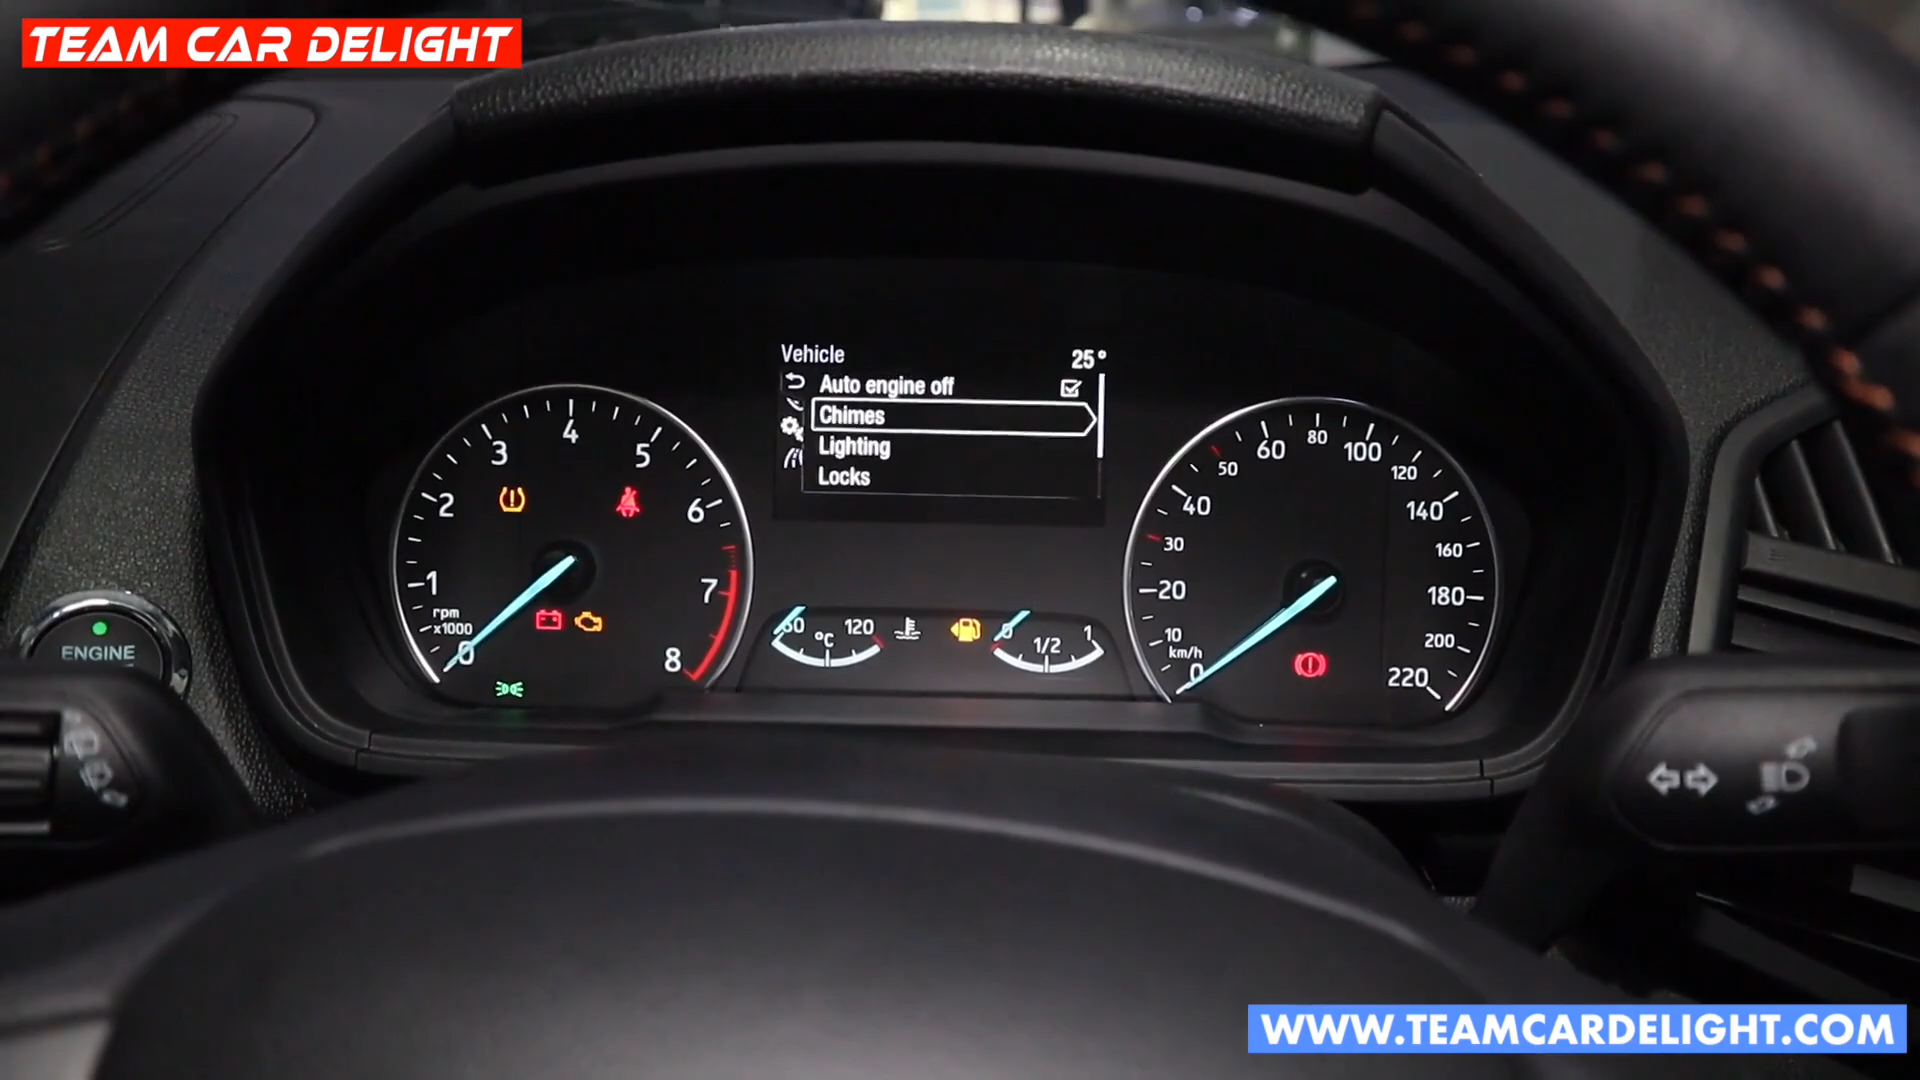 TEAM CAR DELIGHT
Vehicle
25°
Auto engine off
Chimes
Lighting
Locks
0
1
2
3
4
5
6
7
8
rpm
x1000
120
°C
0
1/2
1
0
10
20
30
40
50
60
80
100
120
140
160
180
200
220
km/h
ENGINE
WWW.TEAMCARDELIGHT.COM